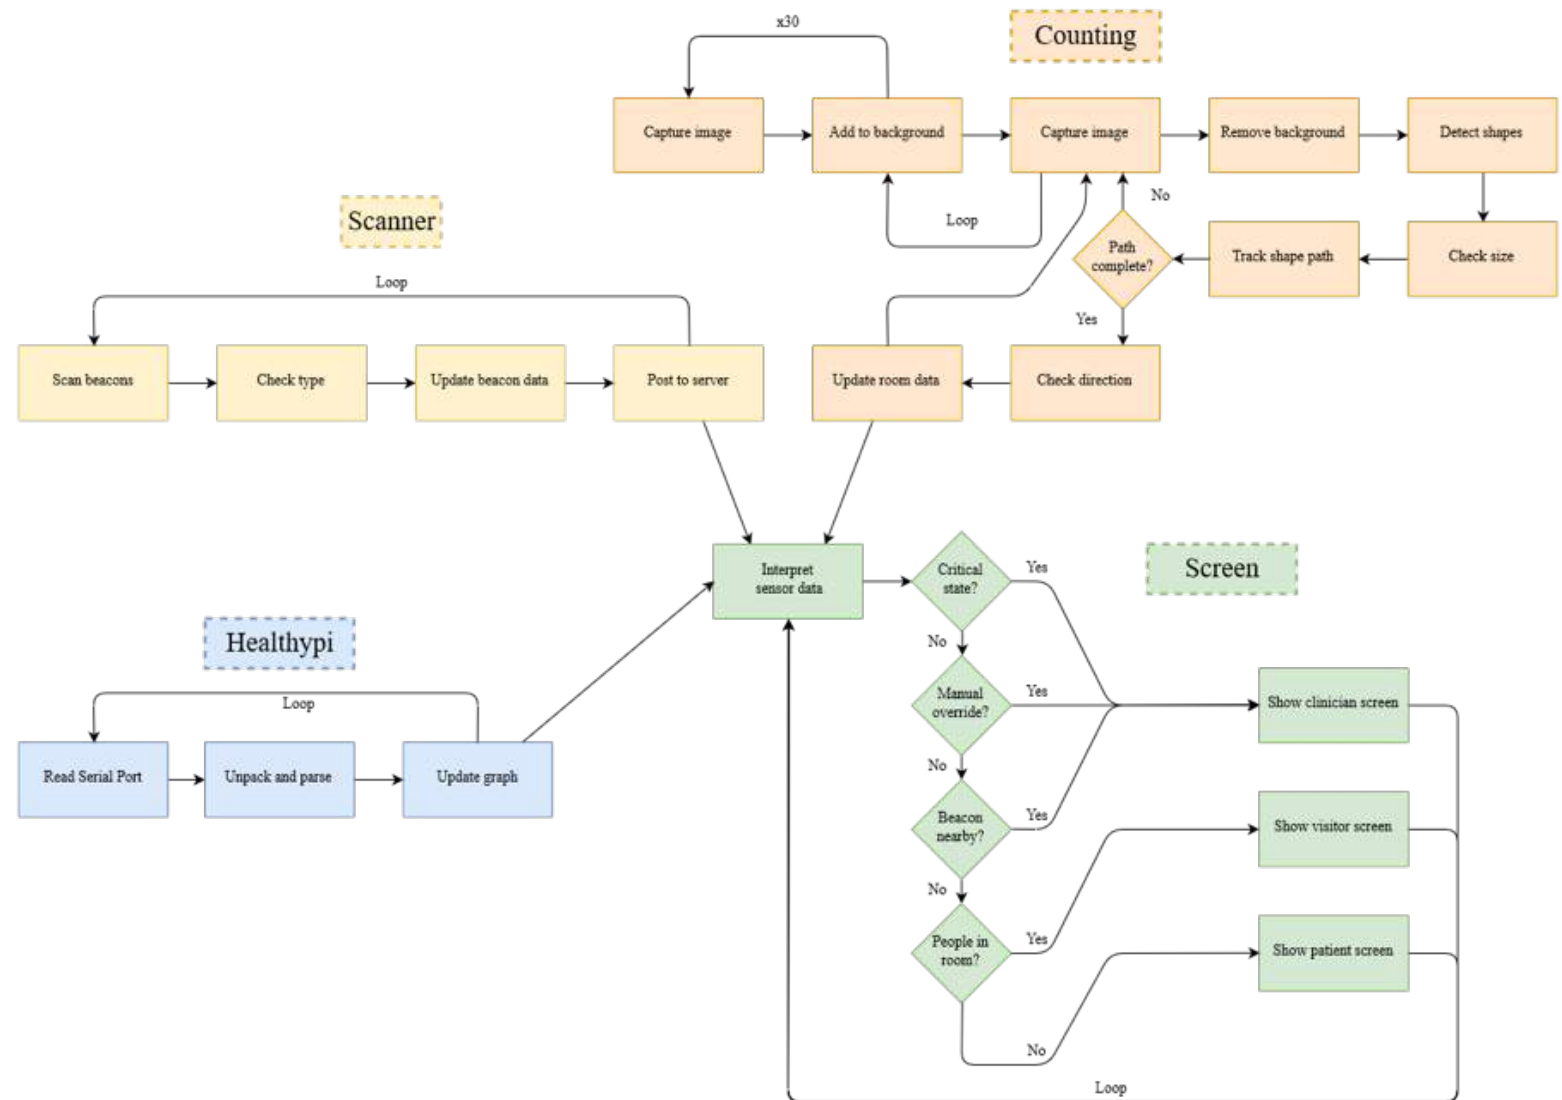 x30
Counting
Capture image
Add to background
Capture image
Remove background
Detect shapes
No
Loop
Scanner
Path
complete?
Track shape path
Check size
Loop
Yes
Scan beacons
Check type
Update beacon data
Post to server
Update room data
Check direction
Interpret
sensor data
Critical
state?
Yes
Screen
No
Healthypi
Loop
Manual
override?
Yes
Show clinician screen
No
Read Serial Port
Unpack and parse
Update graph
Beacon
nearby?
Yes
Show visitor screen
No
People in
room?
Yes
Show patient screen
No
Loop